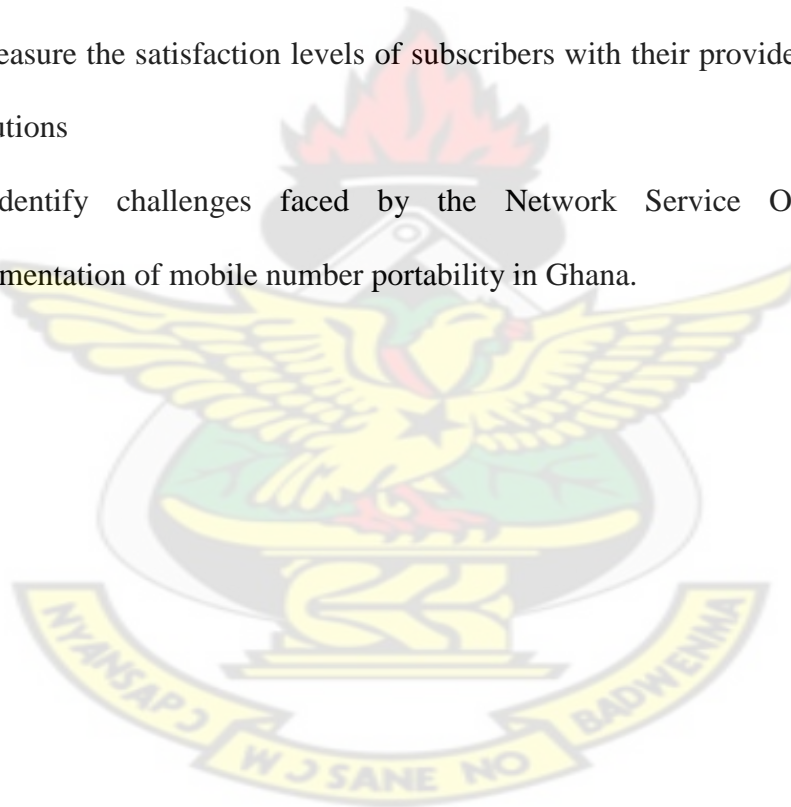 easure the satisfaction levels of subscribers with their provide
utions
dentify challenges faced by the Network Service O
mentation of mobile number portability in Ghana.
NYANSAPƆ WƆSANE NO BADWENMA